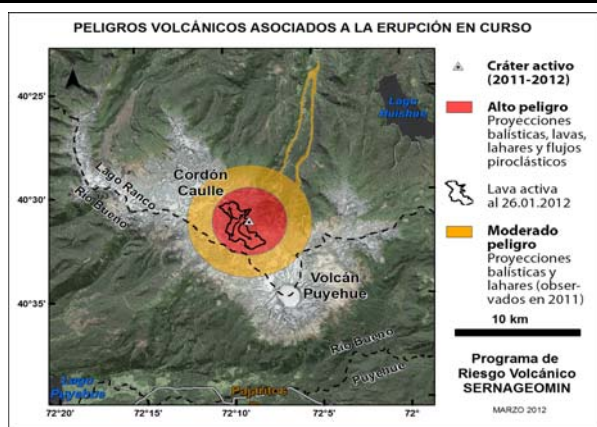 PELIGROS VOLCÁNICOS ASOCIADOS A LA ERUPCIÓN EN CURSO
40°25'
40°30'
40°35'
72°20'
72°15'
72°10'
72°5'
72°
Lago
Huishue
Cordón
Caulle
Lago Ranco
Río Bueno
Volcán
Puyehue
Río Bueno
Puyehue
Lago
Puyehue
Pajaritos
Cráter activo
(2011-2012)
Alto peligro
Proyecciones
balísticas, lavas,
lahares y flujos
piroclásticos
Lava activa
al 26.01.2012
Moderado
peligro
Proyecciones
balísticas y
lahares (obser-
vados en 2011)
10 km
Programa de
Riesgo Volcánico
SERNAGEOMIN
MARZO 2012